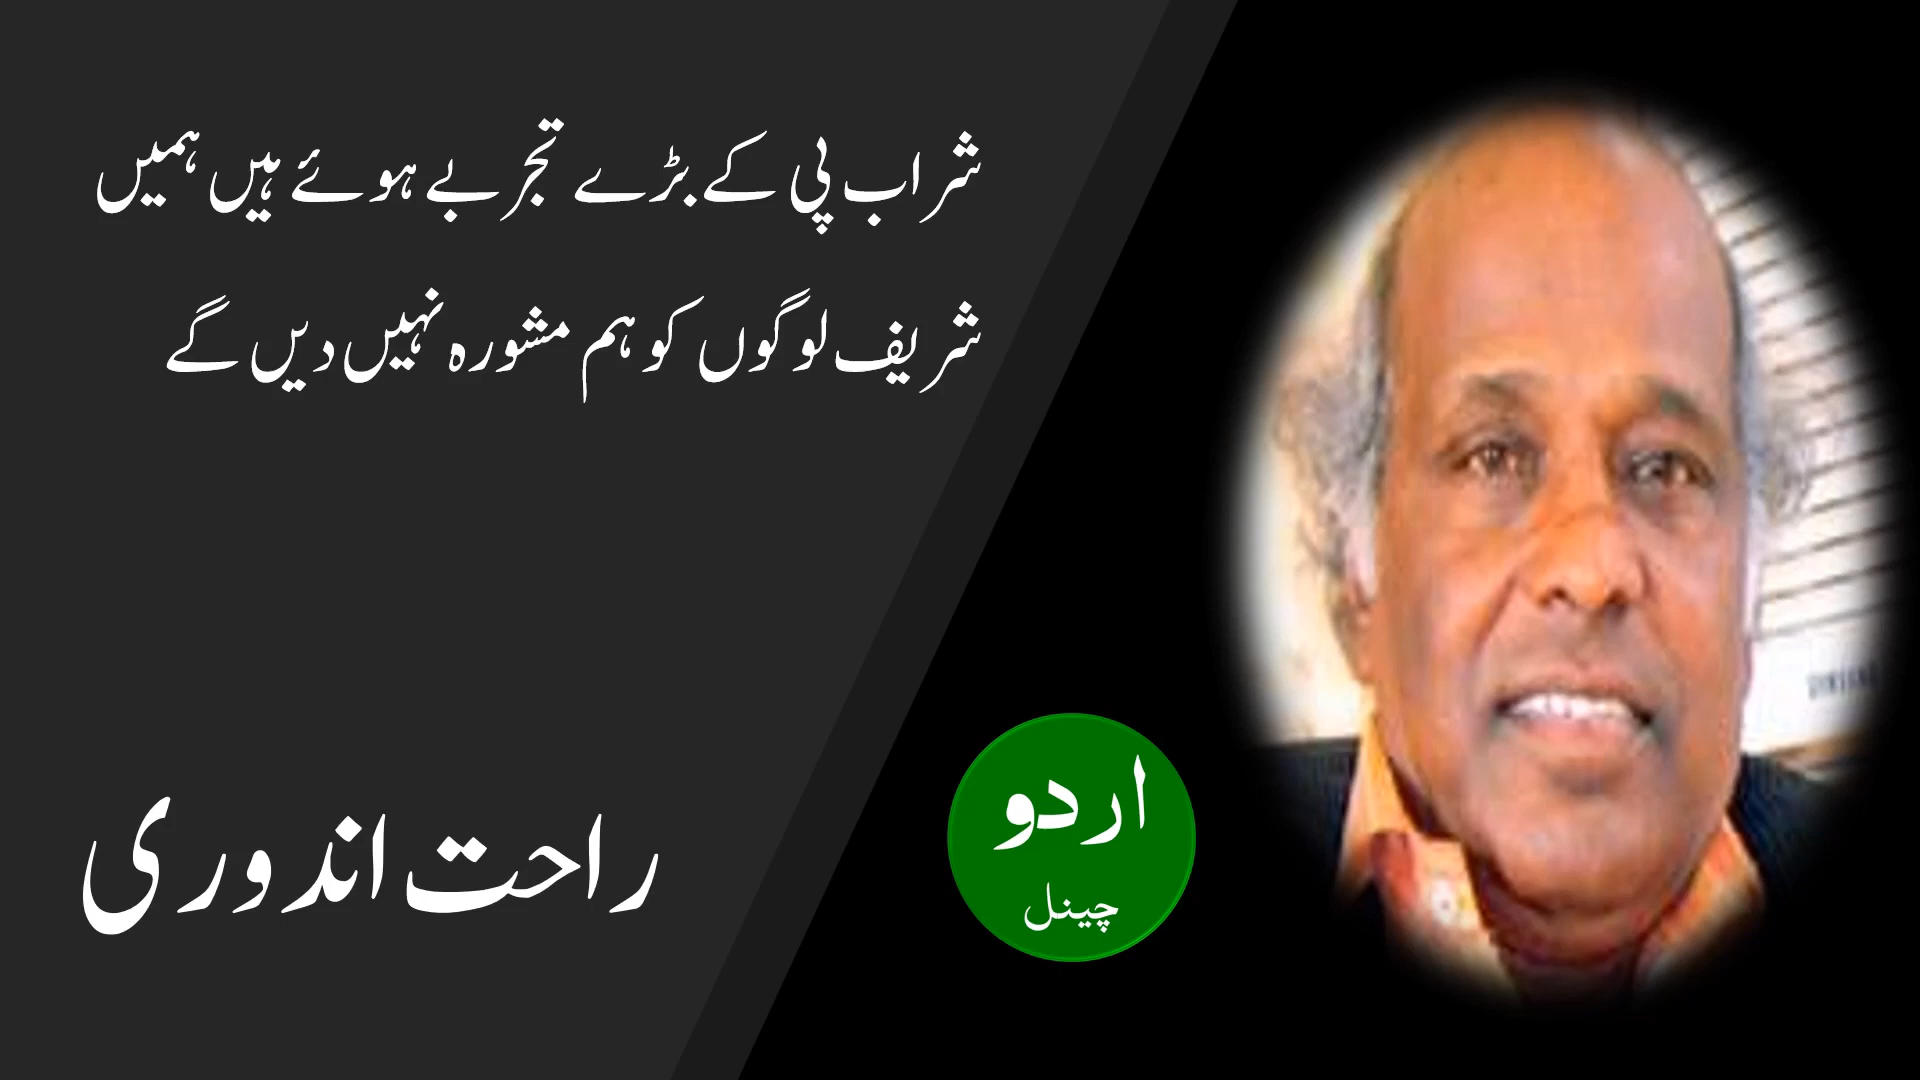 شراب پی کے بڑے تجربے ہوئے ہیں ہمیں
شریف لوگوں کو ہم مشورہ نہیں دیں گے
راحت اندوری
اردو
چینل